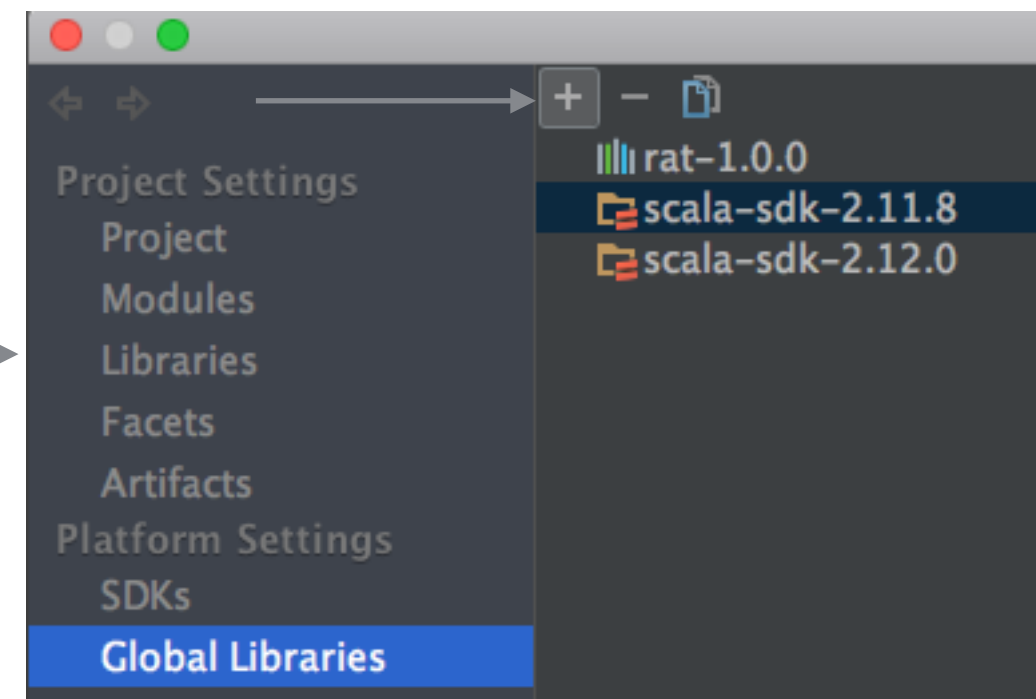 Project Settings
Project
Modules
Libraries
Facets
Artifacts
Platform Settings
SDKs
Global Libraries
rat-1.0.0
scala-sdk-2.11.8
scala-sdk-2.12.0